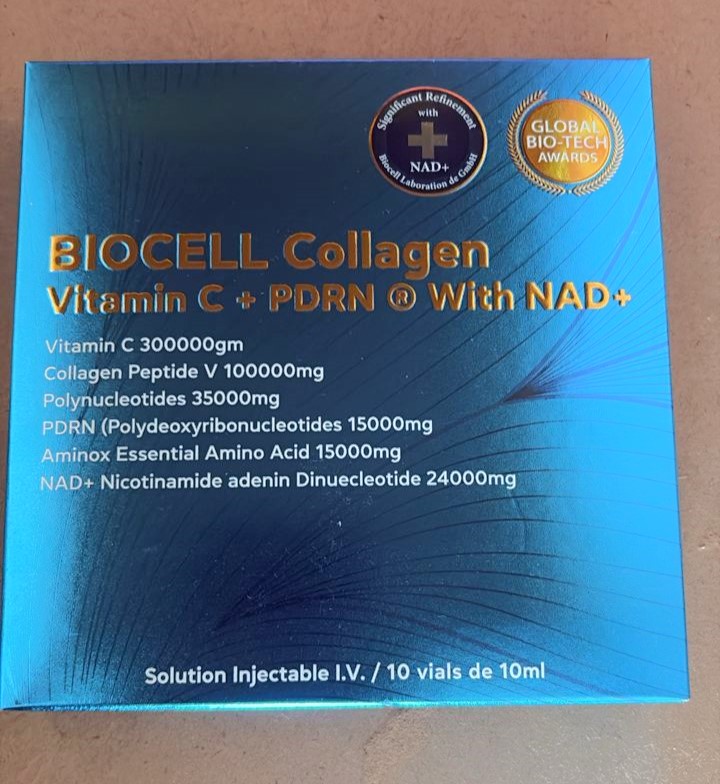 Significant Refinement
with
NAD+
Biocell Laboration de GmbH
GLOBAL
BIO-TECH
AWARDS
BIOCELL Collagen
Vitamin C + PDRN ® With NAD+
Vitamin C 300000gm
Collagen Peptide V 100000mg
Polynucleotides 35000mg
PDRN (Polydeoxyribonucleotides 15000mg
Aminox Essential Amino Acid 15000mg
NAD+ Nicotinamide adenin Dinuecleotide 24000mg
Solution Injectable I.V. / 10 vials de 10ml